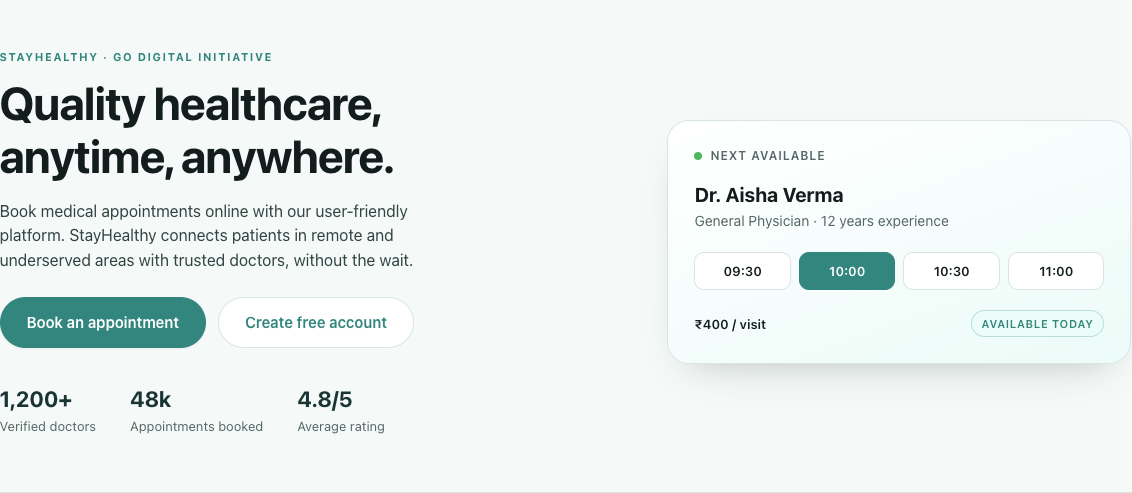 STAYHEALTHY · GO DIGITAL INITIATIVE
Quality healthcare,
anytime, anywhere.
Book medical appointments online with our user-friendly
platform. StayHealthy connects patients in remote and
underserved areas with trusted doctors, without the wait.
Book an appointment
Create free account
1,200+
Verified doctors
48k
Appointments booked
4.8/5
Average rating
NEXT AVAILABLE
Dr. Aisha Verma
General Physician · 12 years experience
09:30
10:00
10:30
11:00
₹400 / visit
AVAILABLE TODAY